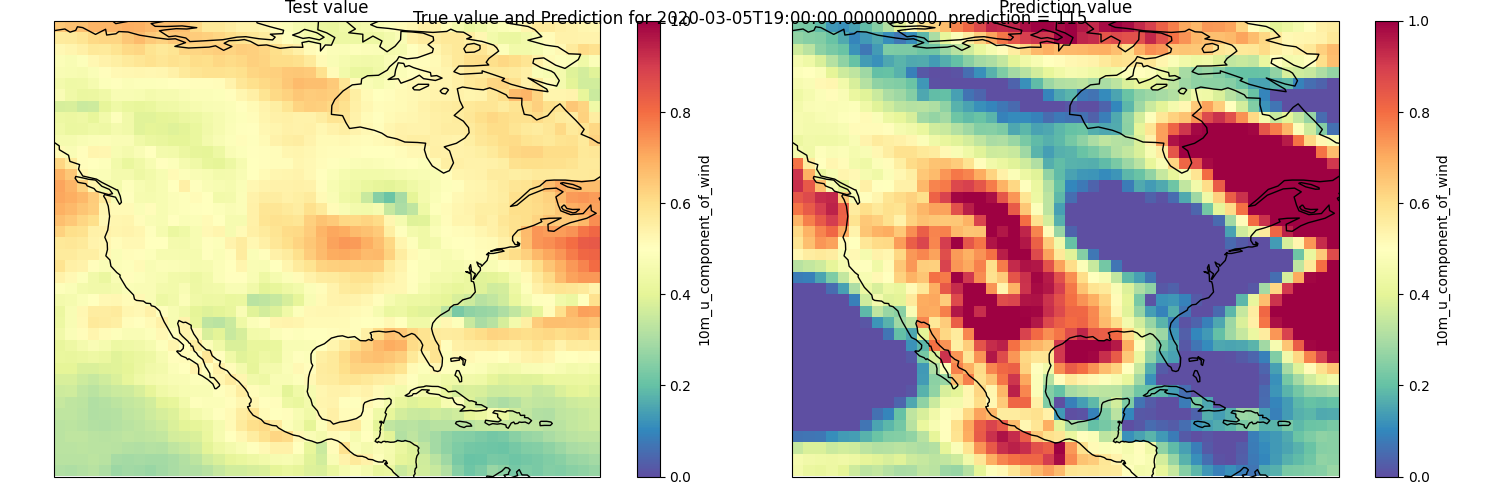 Test value
Prediction value
True value and Prediction for 2020-03-05T19:00:00.000000000, prediction = 115
1.0
0.8
0.6
0.4
0.2
0.0
10m_u_component_of_wind
1.0
0.8
0.6
0.4
0.2
0.0
10m_u_component_of_wind